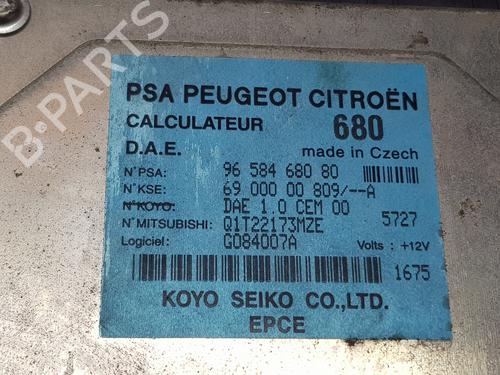 PSA PEUGEOT CITROËN
CALCULATEUR 680
D.A.E. made in Czech
N°PSA: 96 584 680 80
N°KSE: 69 000 00 809/--A
N°KOYO: DAE 1.0 CEM 00 5727
N°MITSUBISHI: Q1T22173MZE
Logiciel: G084007A Volts : +12V
1675
KOYO SEIKO CO.,LTD.
EPCE
B-PARTS